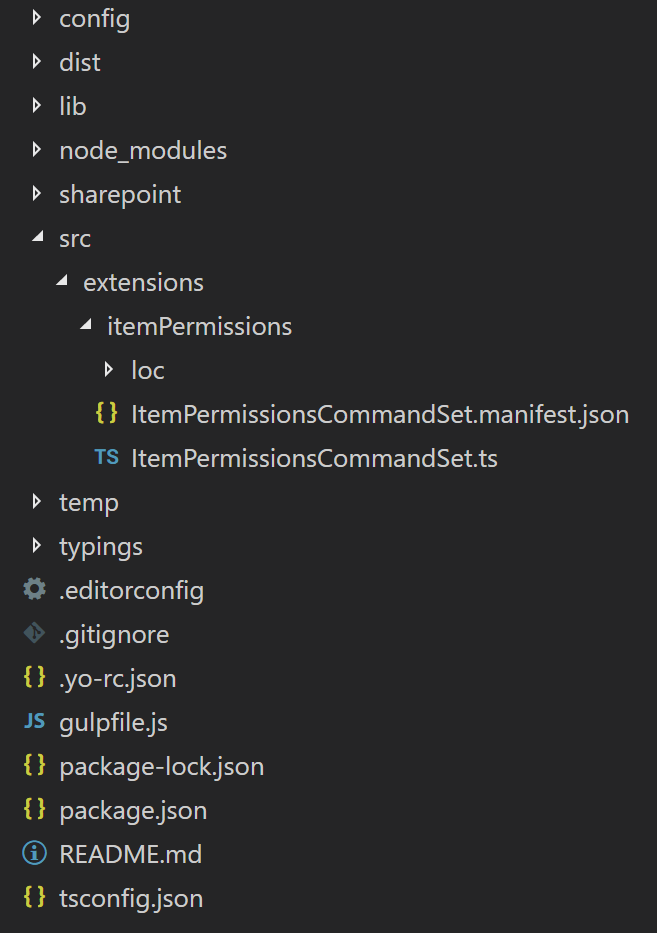 config
dist
lib
node_modules
sharepoint
src
extensions
itemPermissions
loc
{} ItemPermissionsCommandSet.manifest.json
TS ItemPermissionsCommandSet.ts
temp
typings
.editorconfig
.gitignore
{} .yo-rc.json
JS gulpfile.js
{} package-lock.json
{} package.json
README.md
{} tsconfig.json